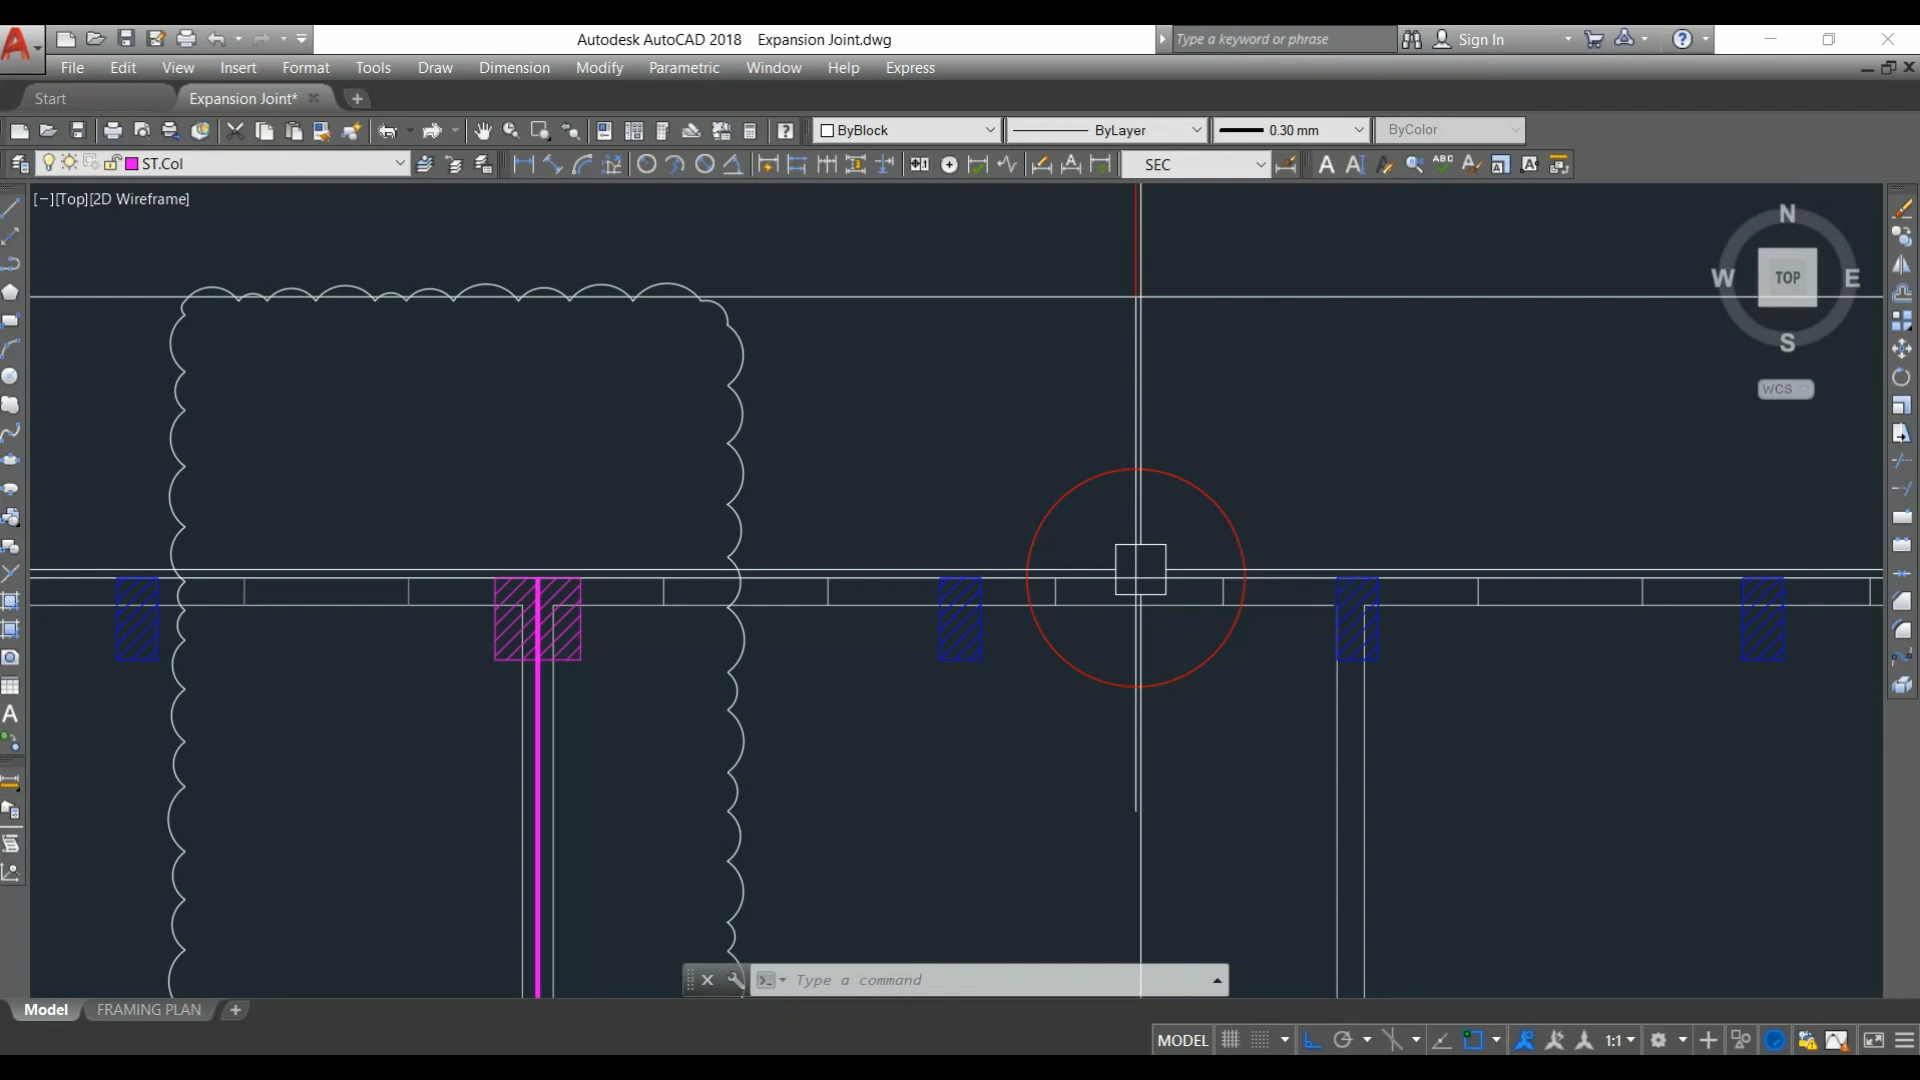 Autodesk AutoCAD 2018 Expansion Joint.dwg
Type a keyword or phrase
Sign In
File Edit View Insert Format Tools Draw Dimension Modify Parametric Window Help Express
Start Expansion Joint*
ByBlock ByLayer 0.30 mm ByColor
ST.Col SEC
[−][Top][2D Wireframe]
N
W TOP E
S
WCS
Type a command
Model FRAMING PLAN
MODEL 1:1